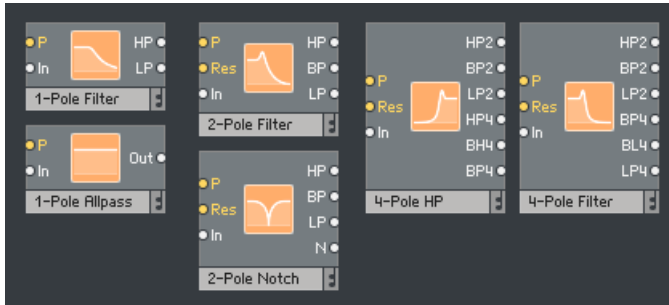 P HP
In LP
1-Pole Filter
P
Out
In
1-Pole Allpass
P HP
Res BP
In LP
2-Pole Filter
P HP
Res BP
In LP
N
2-Pole Notch
HP2
BP2
P LP2
Res HP4
In BH4
BP4
4-Pole HP
HP2
BP2
P LP2
Res BP4
In BL4
LP4
4-Pole Filter